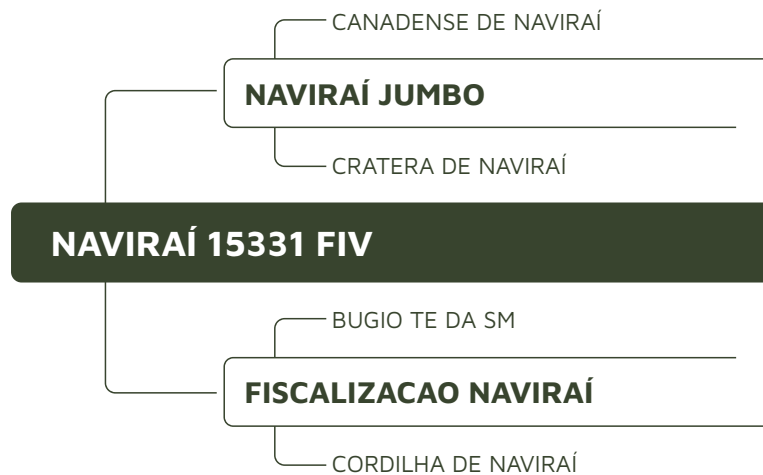 CANADENSE DE NAVIRAÍ
NAVIRAÍ JUMBO
CRATERA DE NAVIRAÍ
NAVIRAÍ 15331 FIV
BUGIO TE DA SM
FISCALIZACAO NAVIRAÍ
CORDILHA DE NAVIRAÍ